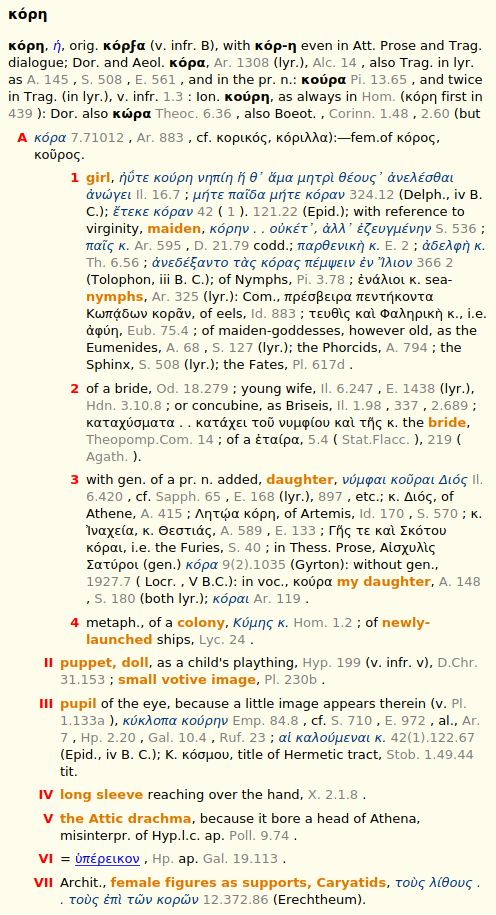 κόρη
κόρη, ἡ, orig. κόρϝα (v. infr. B), with κόρ-η even in Att. Prose and Trag.
dialogue; Dor. and Aeol. κόρα, Ar. 1308 (lyr.), Alc. 14 , also Trag. in lyr.
as A. 145 , S. 508 , E. 561 , and in the pr. n.: κούρα Pi. 13.65 , and twice
in Trag. (in lyr.), v. infr. 1.3 : Ion. κούρη, as always in Hom. (κόρη first in
439 ): Dor. also κώρα Theoc. 6.36 , also Boeot. , Corinn. 1.48 , 2.60 (but
A κόρα 7.71012 , Ar. 883 , cf. κορικός, κόριλλα):—fem.of κόρος,
κοῦρος.
1 girl, ἠΰτε κούρη νηπίη ἥ θ᾽ ἅμα μητρὶ θέουσ᾽ ἀνελέσθαι
ἀνώγει Il. 16.7 ; μήτε παῖδα μήτε κόραν 324.12 (Delph., iv B.
C.); ἔτεκε κόραν 42 ( 1 ). 121.22 (Epid.); with reference to
virginity, maiden, κόρην . . οὐκέτ᾽, ἀλλ᾽ ἐζευγμένην S. 536 ;
παῖς κ. Ar. 595 , D. 21.79 codd.; παρθενικὴ κ. E. 2 ; ἀδελφὴ κ.
Th. 6.56 ; ἀνεδέξαντο τὰς κόρας πέμψειν ἐν Ἴλιον 366 2
(Tolophon, iii B. C.); of Nymphs, Pi. 3.78 ; ἐνάλιοι κ. sea-
nymphs, Ar. 325 (lyr.): Com., πρέσβειρα πεντήκοντα
Κωπᾴδων κορᾶν, of eels, Id. 883 ; τευθὶς καὶ Φαληρικὴ κ., i.e.
ἀφύη, Eub. 75.4 ; of maiden-goddesses, however old, as the
Eumenides, A. 68 , S. 127 (lyr.); the Phorcids, A. 794 ; the
Sphinx, S. 508 (lyr.); the Fates, Pl. 617d .
2 of a bride, Od. 18.279 ; young wife, Il. 6.247 , E. 1438 (lyr.),
Hdn. 3.10.8 ; or concubine, as Briseis, Il. 1.98 , 337 , 2.689 ;
καταχύσματα . . κατάχει τοῦ νυμφίου καὶ τῆς κ. the bride,
Theopomp.Com. 14 ; of a ἑταίρα, 5.4 ( Stat.Flacc. ), 219 (
Agath. ).
3 with gen. of a pr. n. added, daughter, νύμφαι κοῦραι Διός Il.
6.420 , cf. Sapph. 65 , E. 168 (lyr.), 897 , etc.; κ. Διός, of
Athene, A. 415 ; Λητῴα κόρη, of Artemis, Id. 170 , S. 570 ; κ.
Ἰναχεία, κ. Θεστιάς, A. 589 , E. 133 ; Γῆς τε καὶ Σκότου
κόραι, i.e. the Furies, S. 40 ; in Thess. Prose, Αἰσχυλὶς
Σατύροι (gen.) κόρα 9(2).1035 (Gyrton): without gen.,
1927.7 ( Locr. , V B.C.): in voc., κούρα my daughter, A. 148
, S. 180 (both lyr.); κόραι Ar. 119 .
4 metaph., of a colony, Κύμης κ. Hom. 1.2 ; of newly-
launched ships, Lyc. 24 .
II puppet, doll, as a child's plaything, Hyp. 199 (v. infr. v), D.Chr.
31.153 ; small votive image, Pl. 230b .
III pupil of the eye, because a little image appears therein (v. Pl.
1.133a ), κύκλοπα κούρην Emp. 84.8 , cf. S. 710 , E. 972 , al., Ar.
7 , Hp. 2.20 , Gal. 10.4 , Ruf. 23 ; αἱ καλούμεναι κ. 42(1).122.67
(Epid., iv B. C.); Κ. κόσμου, title of Hermetic tract, Stob. 1.49.44
tit.
IV long sleeve reaching over the hand, X. 2.1.8 .
V the Attic drachma, because it bore a head of Athena,
misinterpr. of Hyp.l.c. ap. Poll. 9.74 .
VI = ὑπέρεικον , Hp. ap. Gal. 19.113 .
VII Archit., female figures as supports, Caryatids, τοὺς λίθους .
. τοὺς ἐπὶ τῶν κορῶν 12.372.86 (Erechtheum).